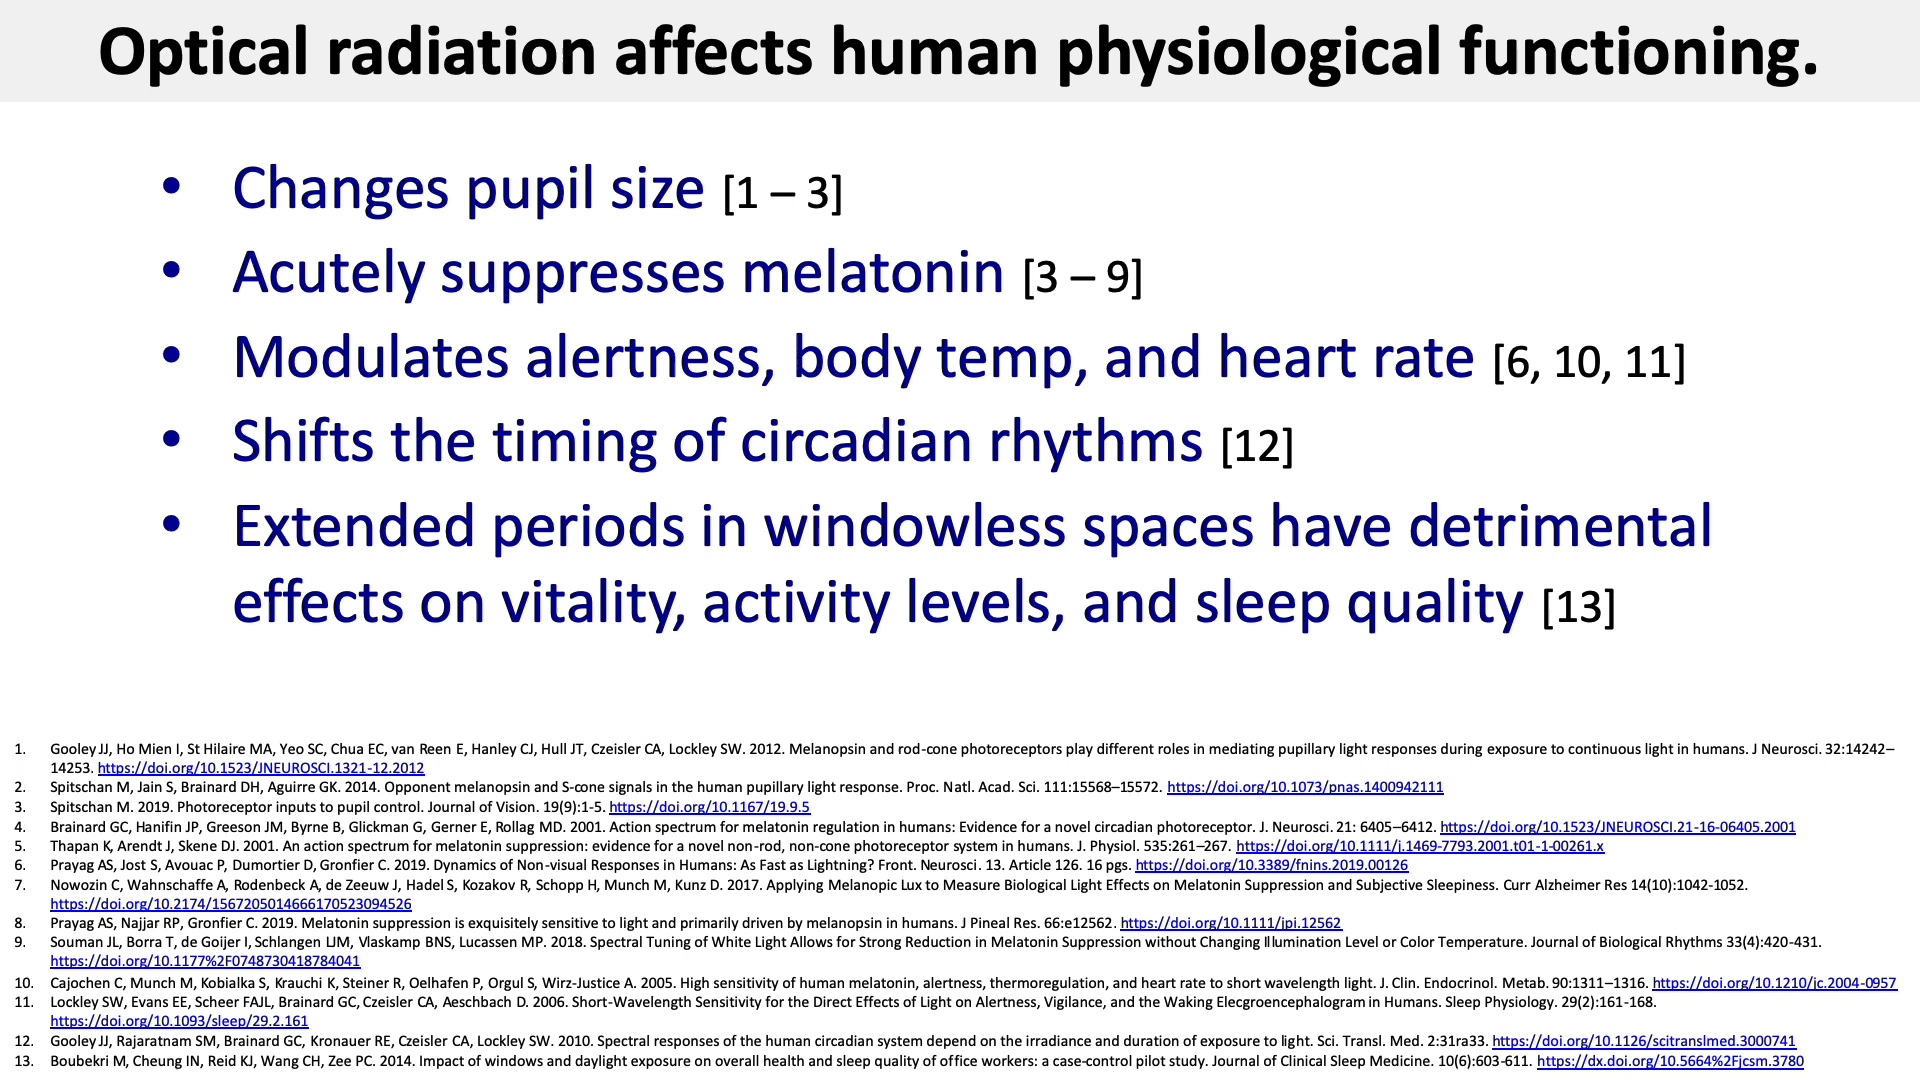 Optical radiation affects human physiological functioning.
• Changes pupil size [1 – 3]
• Acutely suppresses melatonin [3 – 9]
• Modulates alertness, body temp, and heart rate [6, 10, 11]
• Shifts the timing of circadian rhythms [12]
• Extended periods in windowless spaces have detrimental
effects on vitality, activity levels, and sleep quality [13]
1. Gooley JJ, Ho Mien I, St Hilaire MA, Yeo SC, Chua EC, van Reen E, Hanley CJ, Hull JT, Czeisler CA, Lockley SW. 2012. Melanopsin and rod-cone photoreceptors play different roles in mediating pupillary light responses during exposure to continuous light in humans. J Neurosci. 32:14242–
14253. https://doi.org/10.1523/JNEUROSCI.1321-12.2012
2. Spitschan M, Jain S, Brainard DH, Aguirre GK. 2014. Opponent melanopsin and S-cone signals in the human pupillary light response. Proc. Natl. Acad. Sci. 111:15568–15572. https://doi.org/10.1073/pnas.1400942111
3. Spitschan M. 2019. Photoreceptor inputs to pupil control. Journal of Vision. 19(9):1-5. https://doi.org/10.1167/19.9.5
4. Brainard GC, Hanifin JP, Greeson JM, Byrne B, Glickman G, Gerner E, Rollag MD. 2001. Action spectrum for melatonin regulation in humans: Evidence for a novel circadian photoreceptor. J. Neurosci. 21: 6405–6412. https://doi.org/10.1523/JNEUROSCI.21-16-06405.2001
5. Thapan K, Arendt J, Skene DJ. 2001. An action spectrum for melatonin suppression: evidence for a novel non-rod, non-cone photoreceptor system in humans. J. Physiol. 535:261–267. https://doi.org/10.1111/j.1469-7793.2001.t01-1-00261.x
6. Prayag AS, Jost S, Avouac P, Dumortier D, Gronfier C. 2019. Dynamics of Non-visual Responses in Humans: As Fast as Lightning? Front. Neurosci. 13. Article 126. 16 pgs. https://doi.org/10.3389/fnins.2019.00126
7. Nowozin C, Wahnschaffe A, Rodenbeck A, de Zeeuw J, Hadel S, Kozakov R, Schopp H, Munch M, Kunz D. 2017. Applying Melanopic Lux to Measure Biological Light Effects on Melatonin Suppression and Subjective Sleepiness. Curr Alzheimer Res 14(10):1042-1052.
https://doi.org/10.2174/1567205014666170523094526
8. Prayag AS, Najjar RP, Gronfier C. 2019. Melatonin suppression is exquisitely sensitive to light and primarily driven by melanopsin in humans. J Pineal Res. 66:e12562. https://doi.org/10.1111/jpi.12562
9. Souman JL, Borra T, de Goijer I, Schlangen LJM, Vlaskamp BNS, Lucassen MP. 2018. Spectral Tuning of White Light Allows for Strong Reduction in Melatonin Suppression without Changing Illumination Level or Color Temperature. Journal of Biological Rhythms 33(4):420-431.
https://doi.org/10.1177%2F0748730418784041
10. Cajochen C, Munch M, Kobialka S, Krauchi K, Steiner R, Oelhafen P, Orgul S, Wirz-Justice A. 2005. High sensitivity of human melatonin, alertness, thermoregulation, and heart rate to short wavelength light. J. Clin. Endocrinol. Metab. 90:1311–1316. https://doi.org/10.1210/jc.2004-0957
11. Lockley SW, Evans EE, Scheer FAJL, Brainard GC, Czeisler CA, Aeschbach D. 2006. Short-Wavelength Sensitivity for the Direct Effects of Light on Alertness, Vigilance, and the Waking Elecgroencephalogram in Humans. Sleep Physiology. 29(2):161-168.
https://doi.org/10.1093/sleep/29.2.161
12. Gooley JJ, Rajaratnam SM, Brainard GC, Kronauer RE, Czeisler CA, Lockley SW. 2010. Spectral responses of the human circadian system depend on the irradiance and duration of exposure to light. Sci. Transl. Med. 2:31ra33. https://doi.org/10.1126/scitranslmed.3000741
13. Boubekri M, Cheung IN, Reid KJ, Wang CH, Zee PC. 2014. Impact of windows and daylight exposure on overall health and sleep quality of office workers: a case-control pilot study. Journal of Clinical Sleep Medicine. 10(6):603-611. https://dx.doi.org/10.5664%2Fjcsm.3780